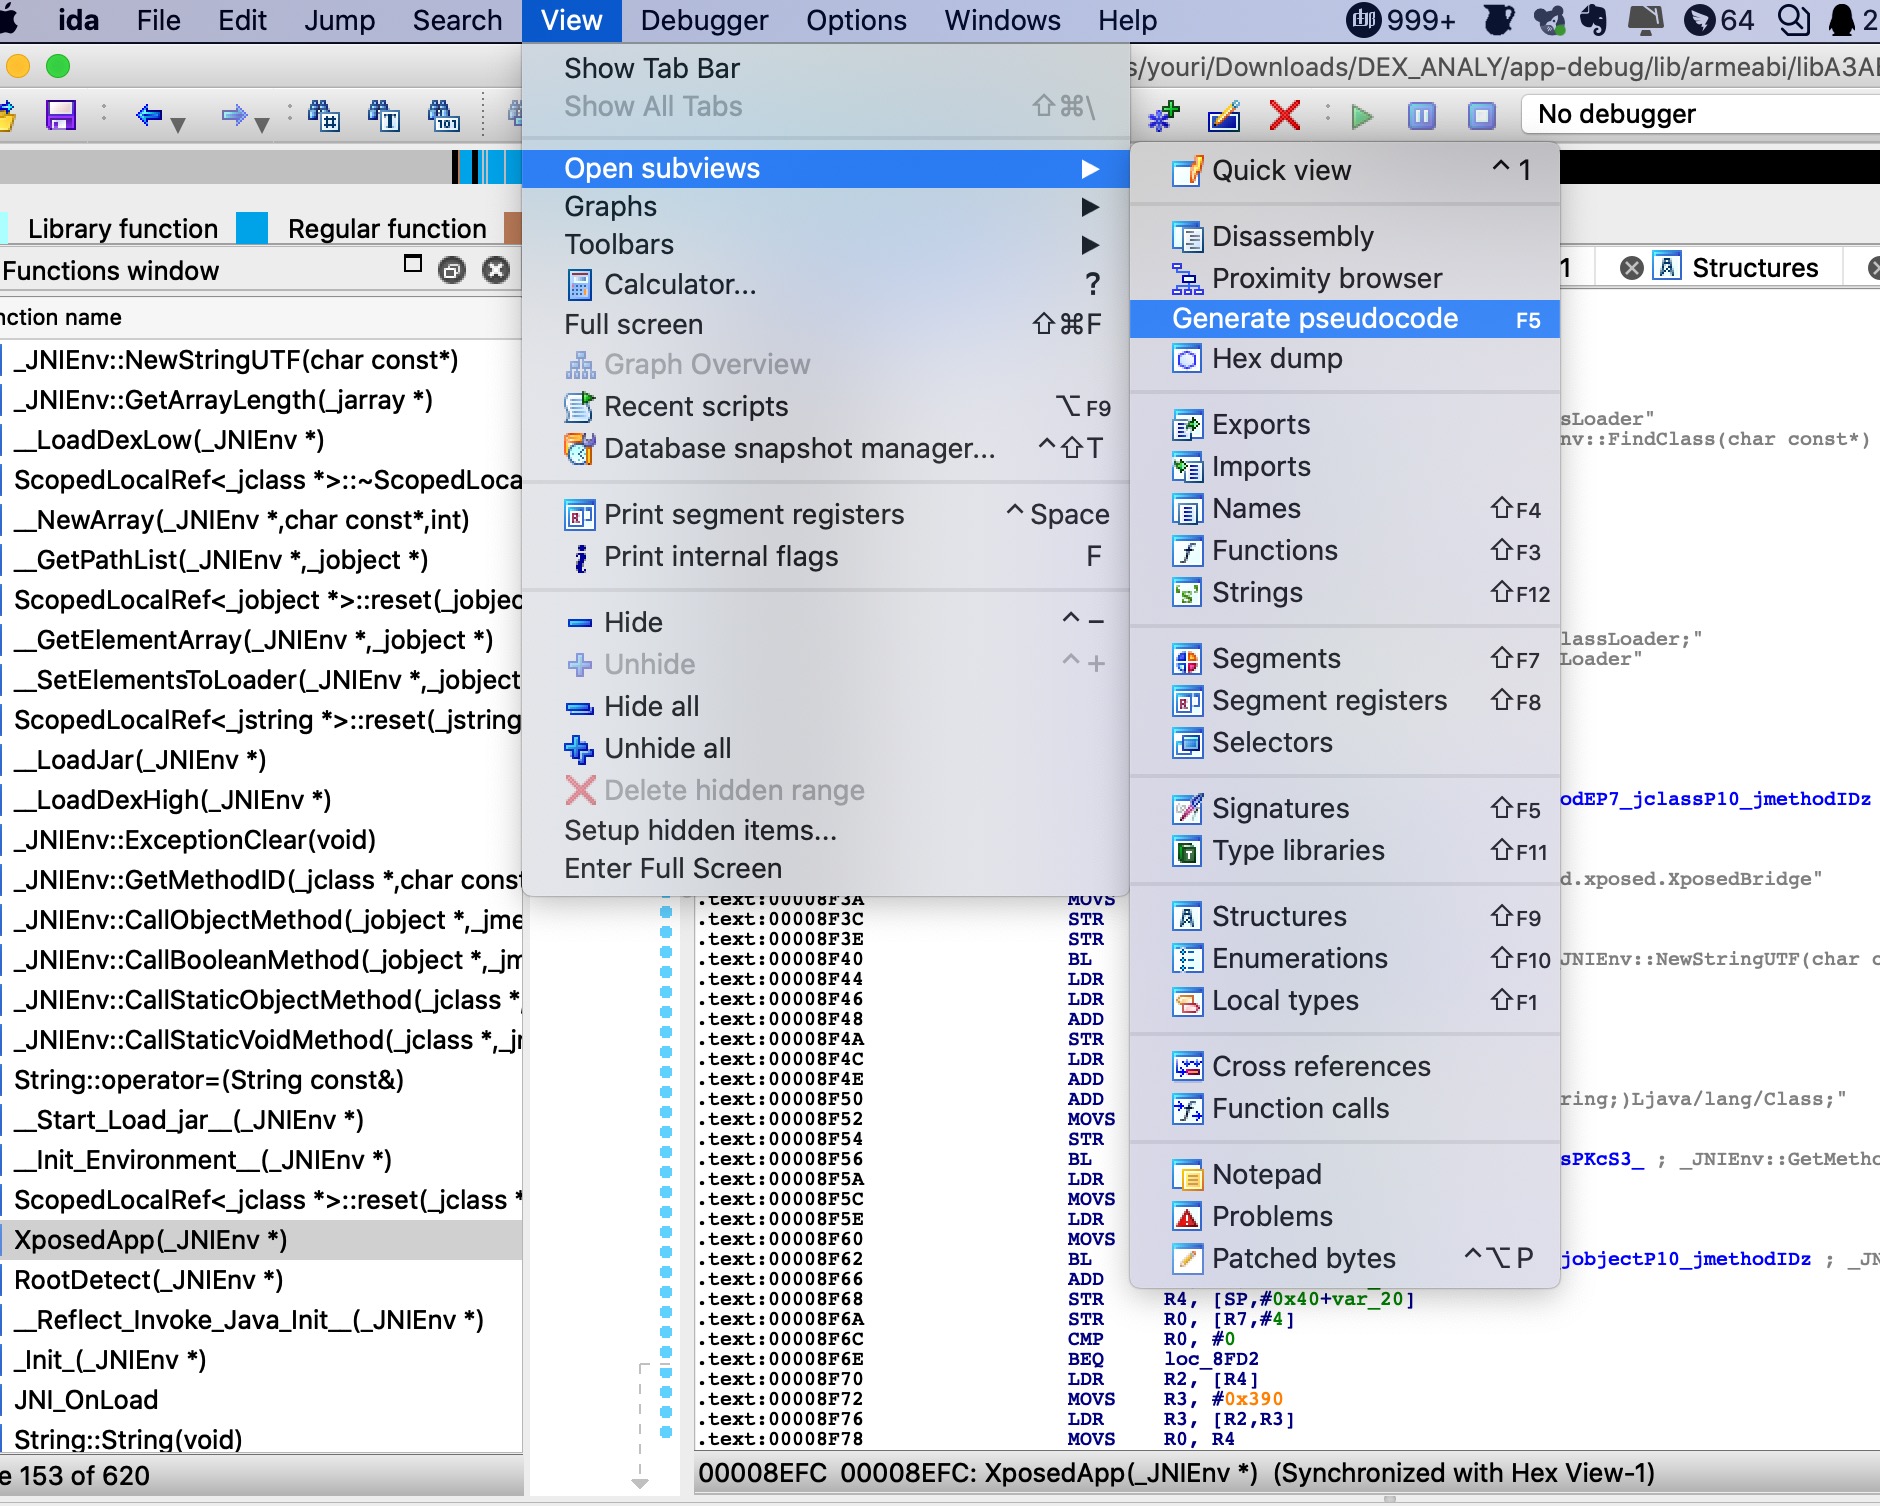 ida File Edit Jump Search View Debugger Options Windows Help 999+ 64 2
s/youri/Downloads/DEX_ANALY/app-debug/lib/armeabi/libA3A
No debugger
Library function Regular function
Functions window
nction name
_JNIEnv::NewStringUTF(char const*)
_JNIEnv::GetArrayLength(_jarray *)
__LoadDexLow(_JNIEnv *)
ScopedLocalRef<_jclass *>::~ScopedLoca
__NewArray(_JNIEnv *,char const*,int)
__GetPathList(_JNIEnv *,_jobject *)
ScopedLocalRef<_jobject *>::reset(_jobjec
__GetElementArray(_JNIEnv *,_jobject *)
__SetElementsToLoader(_JNIEnv *,_jobject
ScopedLocalRef<_jstring *>::reset(_jstring
__LoadJar(_JNIEnv *)
__LoadDexHigh(_JNIEnv *)
_JNIEnv::ExceptionClear(void)
_JNIEnv::GetMethodID(_jclass *,char const
_JNIEnv::CallObjectMethod(_jobject *,_jme
_JNIEnv::CallBooleanMethod(_jobject *,_jm
_JNIEnv::CallStaticObjectMethod(_jclass *,
_JNIEnv::CallStaticVoidMethod(_jclass *,_jr
String::operator=(String const&)
__Start_Load_jar__(_JNIEnv *)
__Init_Environment__(_JNIEnv *)
ScopedLocalRef<_jclass *>::reset(_jclass *
XposedApp(_JNIEnv *)
RootDetect(_JNIEnv *)
__Reflect_Invoke_Java_Init__(_JNIEnv *)
_Init_(_JNIEnv *)
JNI_OnLoad
String::String(void)
e 153 of 620
Show Tab Bar
Show All Tabs ⇧⌘\
Open subviews ▶
Graphs ▶
Toolbars ▶
Calculator... ?
Full screen ⇧⌘F
Graph Overview
Recent scripts ⌥F9
Database snapshot manager... ^⇧T
Print segment registers ^ Space
Print internal flags F
Hide ^ −
Unhide ^ +
Hide all
Unhide all
Delete hidden range
Setup hidden items...
Enter Full Screen
Quick view ^ 1
Disassembly
Proximity browser
Generate pseudocode F5
Hex dump
Exports
Imports
Names ⇧F4
Functions ⇧F3
Strings ⇧F12
Segments ⇧F7
Segment registers ⇧F8
Selectors
Signatures ⇧F5
Type libraries ⇧F11
Structures ⇧F9
Enumerations ⇧F10
Local types ⇧F1
Cross references
Function calls
Notepad
Problems
Patched bytes ^⌥P
1 Structures
sLoader"
nv::FindClass(char const*)
lassLoader;"
Loader"
odEP7_jclassP10_jmethodIDz
d.xposed.XposedBridge"
.text:00008F3A MOVS
.text:00008F3C STR
.text:00008F3E STR
.text:00008F40 BL JNIEnv::NewStringUTF(char c
.text:00008F44 LDR
.text:00008F46 LDR
.text:00008F48 ADD
.text:00008F4A STR
.text:00008F4C LDR
.text:00008F4E ADD
.text:00008F50 ADD ring;)Ljava/lang/Class;"
.text:00008F52 MOVS
.text:00008F54 STR
.text:00008F56 BL sPKcS3_ ; _JNIEnv::GetMetho
.text:00008F5A LDR
.text:00008F5C MOVS
.text:00008F5E LDR
.text:00008F60 MOVS
.text:00008F62 BL jobjectP10_jmethodIDz ; _JN
.text:00008F66 ADD
.text:00008F68 STR R4, [SP,#0x40+var_20]
.text:00008F6A STR R0, [R7,#4]
.text:00008F6C CMP R0, #0
.text:00008F6E BEQ loc_8FD2
.text:00008F70 LDR R2, [R4]
.text:00008F72 MOVS R3, #0x390
.text:00008F76 LDR R3, [R2,R3]
.text:00008F78 MOVS R0, R4
00008EFC 00008EFC: XposedApp(_JNIEnv *) (Synchronized with Hex View-1)